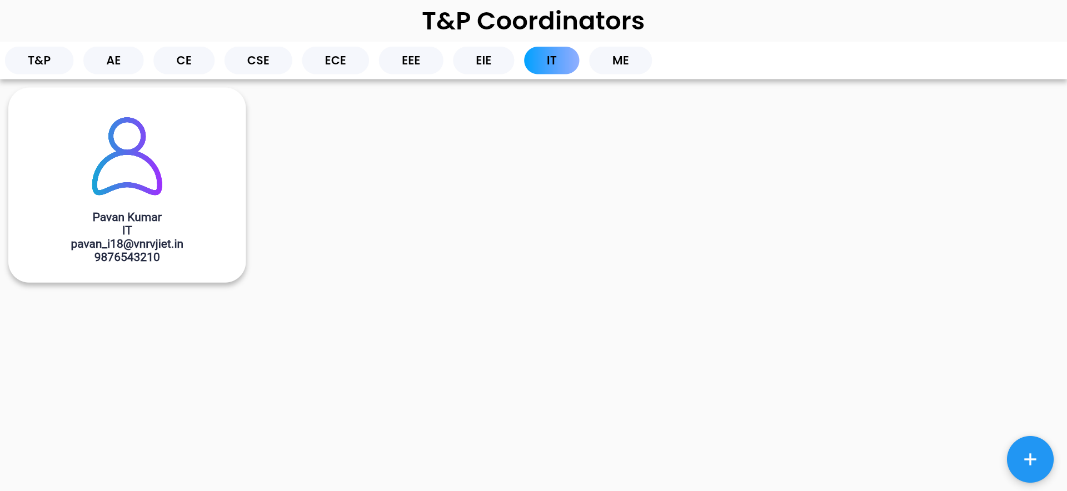 T&P Coordinators
T&P AE CE CSE ECE EEE EIE IT ME
Pavan Kumar
IT
pavan_i18@vnrvjiet.in
9876543210
+